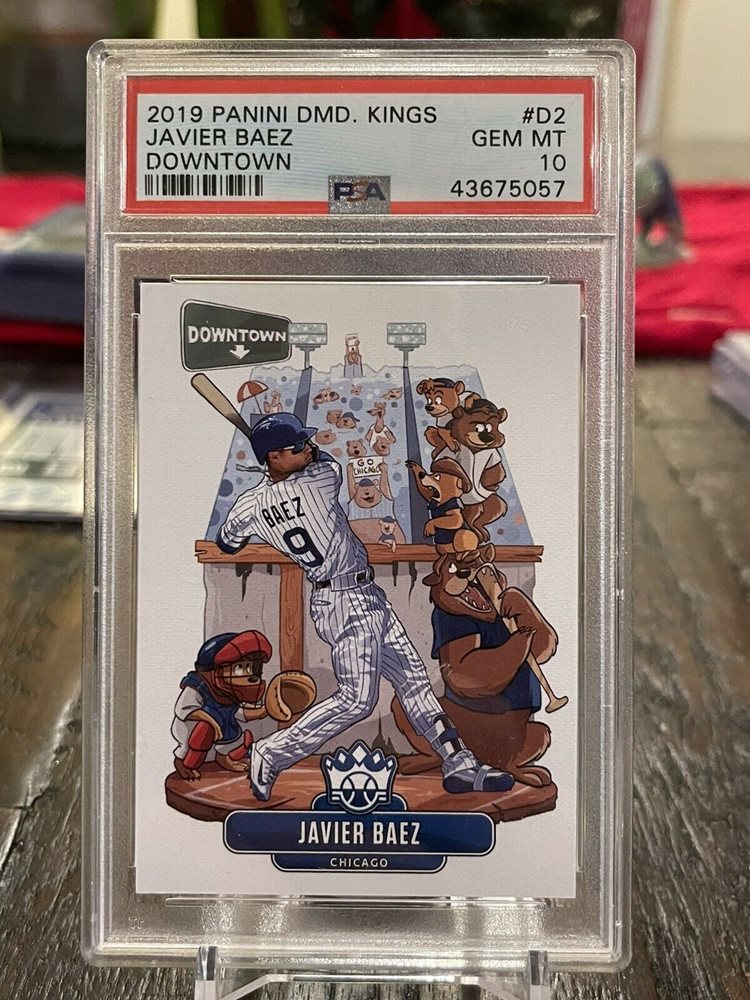 2019 PANINI DMD. KINGS #D2
JAVIER BAEZ GEM MT
DOWNTOWN 10
PSA 43675057
DOWNTOWN
GO
CHICAGO
BAEZ
9
JAVIER BAEZ
CHICAGO